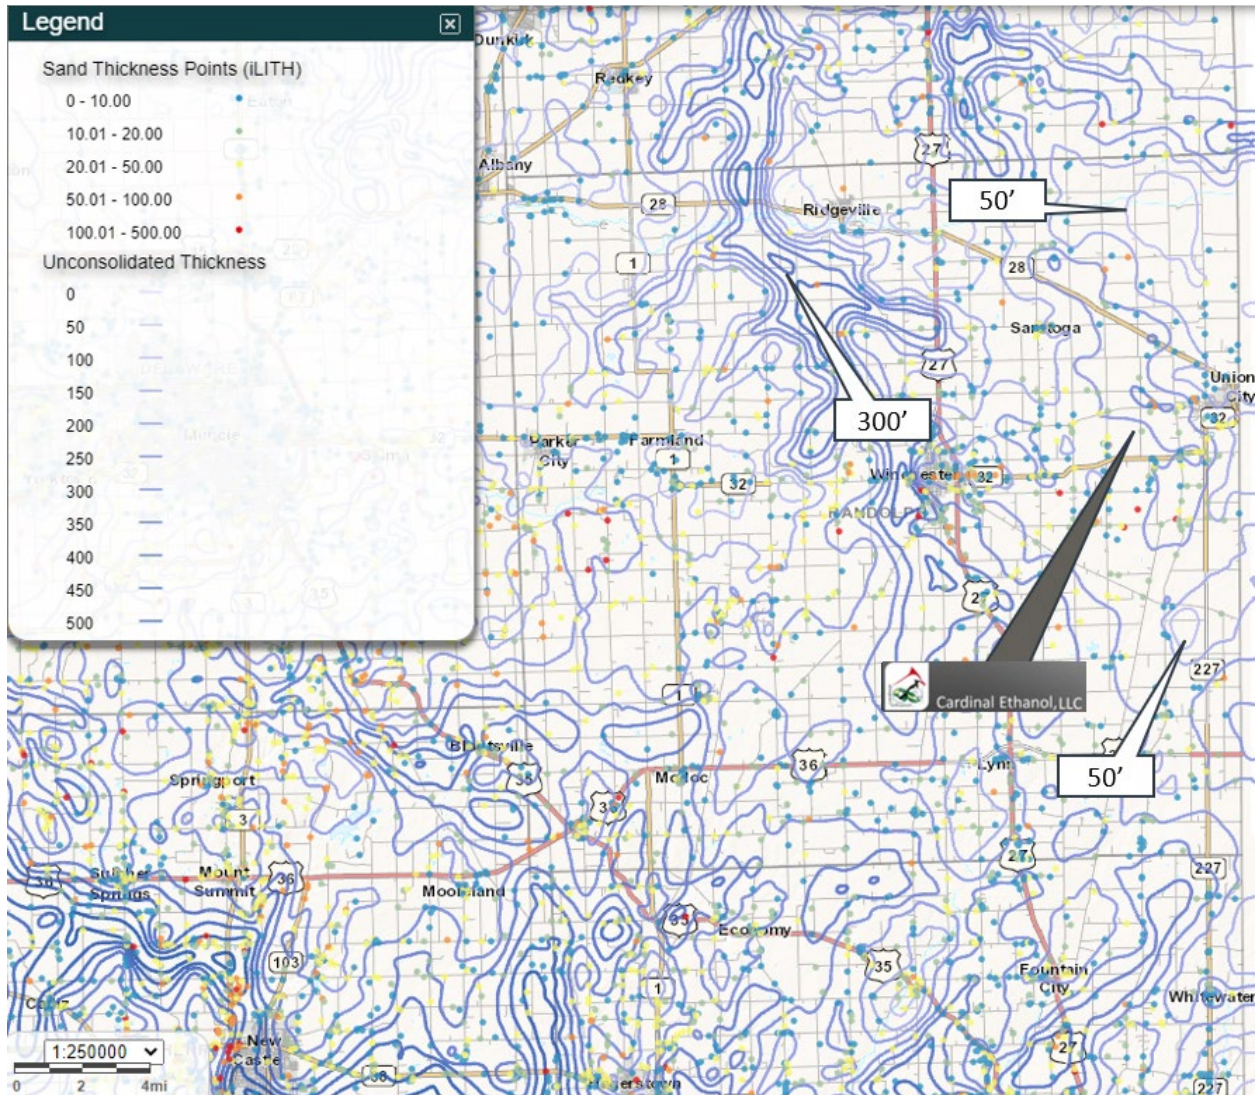 Legend
Sand Thickness Points (iLITH)
0 - 10.00
10.01 - 20.00
20.01 - 50.00
50.01 - 100.00
100.01 - 500.00
Unconsolidated Thickness
0
50
100
150
200
250
300
350
400
450
500
Dunkirk
Redkey
Albany
27
28
Ridgeville
50'
1
28
Saratoga
27
Union
City
300'
32
Parker
City
Farmland
1
Winchester
32
32
RANDOLPH
27
227
Cardinal Ethanol, LLC
1
Blountsville
35
Modoc
36
Lynn
50'
Springport
36
3
27
Sulphur
Springs
Mount
Summit
36
36
Mooreland
227
35
Economy
103
35
1
Fountain
City
Whitewater
New
Castle
27
1:250000
0 2 4mi
38
Hagerstown
227